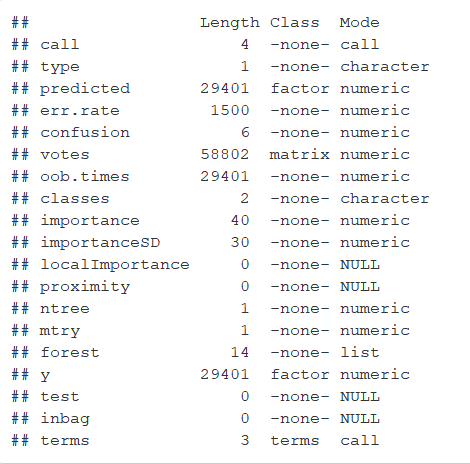 ##                 Length Class  Mode
## call                4  -none- call
## type                1  -none- character
## predicted       29401  factor numeric
## err.rate         1500  -none- numeric
## confusion           6  -none- numeric
## votes           58802  matrix numeric
## oob.times       29401  -none- numeric
## classes             2  -none- character
## importance         40  -none- numeric
## importanceSD       30  -none- numeric
## localImportance     0  -none- NULL
## proximity           0  -none- NULL
## ntree               1  -none- numeric
## mtry                1  -none- numeric
## forest             14  -none- list
## y               29401  factor numeric
## test                0  -none- NULL
## inbag               0  -none- NULL
## terms               3  terms  call